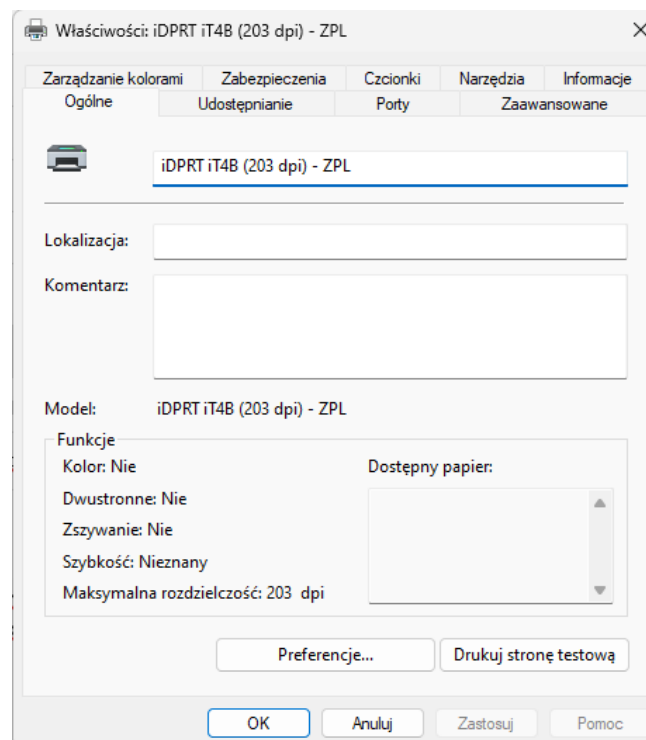 Właściwości: iDPRT iT4B (203 dpi) - ZPL
Zarządzanie kolorami Zabezpieczenia Czcionki Narzędzia Informacje
Ogólne Udostępnianie Porty Zaawansowane
iDPRT iT4B (203 dpi) - ZPL
Lokalizacja:
Komentarz:
Model: iDPRT iT4B (203 dpi) - ZPL
Funkcje
Kolor: Nie
Dostępny papier:
Dwustronne: Nie
Zszywanie: Nie
Szybkość: Nieznany
Maksymalna rozdzielczość: 203 dpi
Preferencje... Drukuj stronę testową
OK Anuluj Zastosuj Pomoc